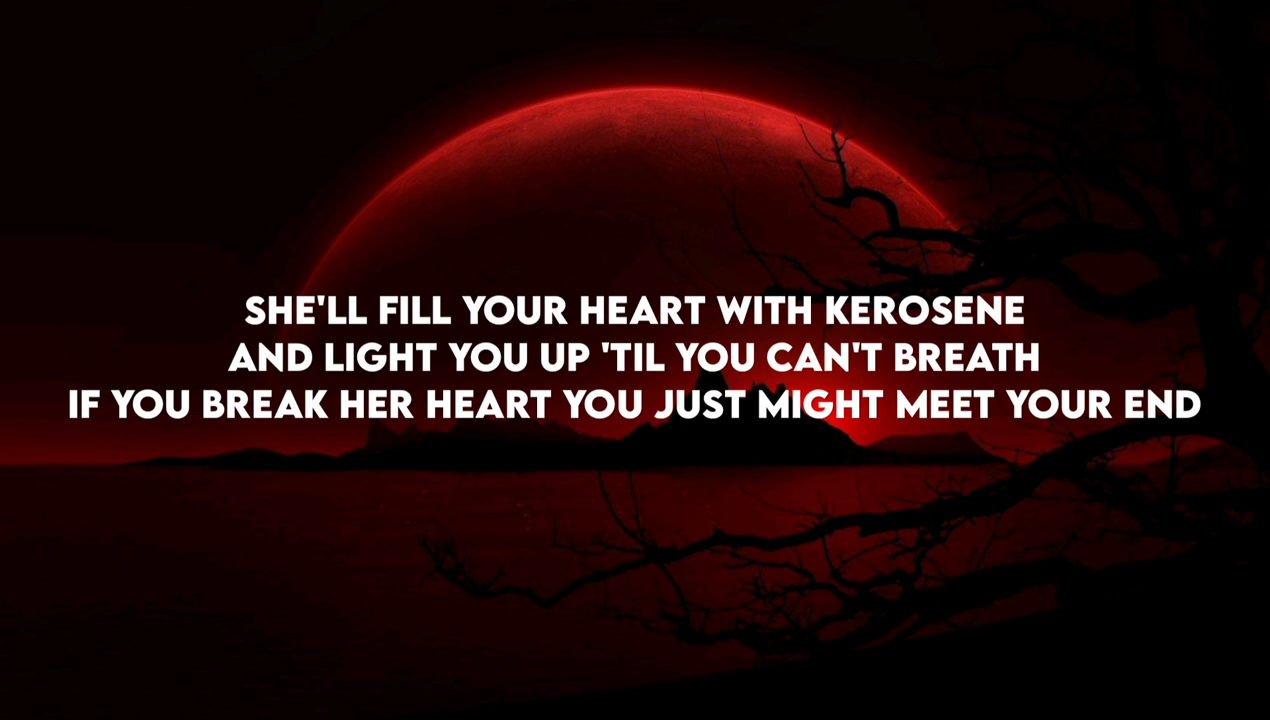 SHE'LL FILL YOUR HEART WITH KEROSENE
AND LIGHT YOU UP 'TIL YOU CAN'T BREATH
IF YOU BREAK HER HEART YOU JUST MIGHT MEET YOUR END